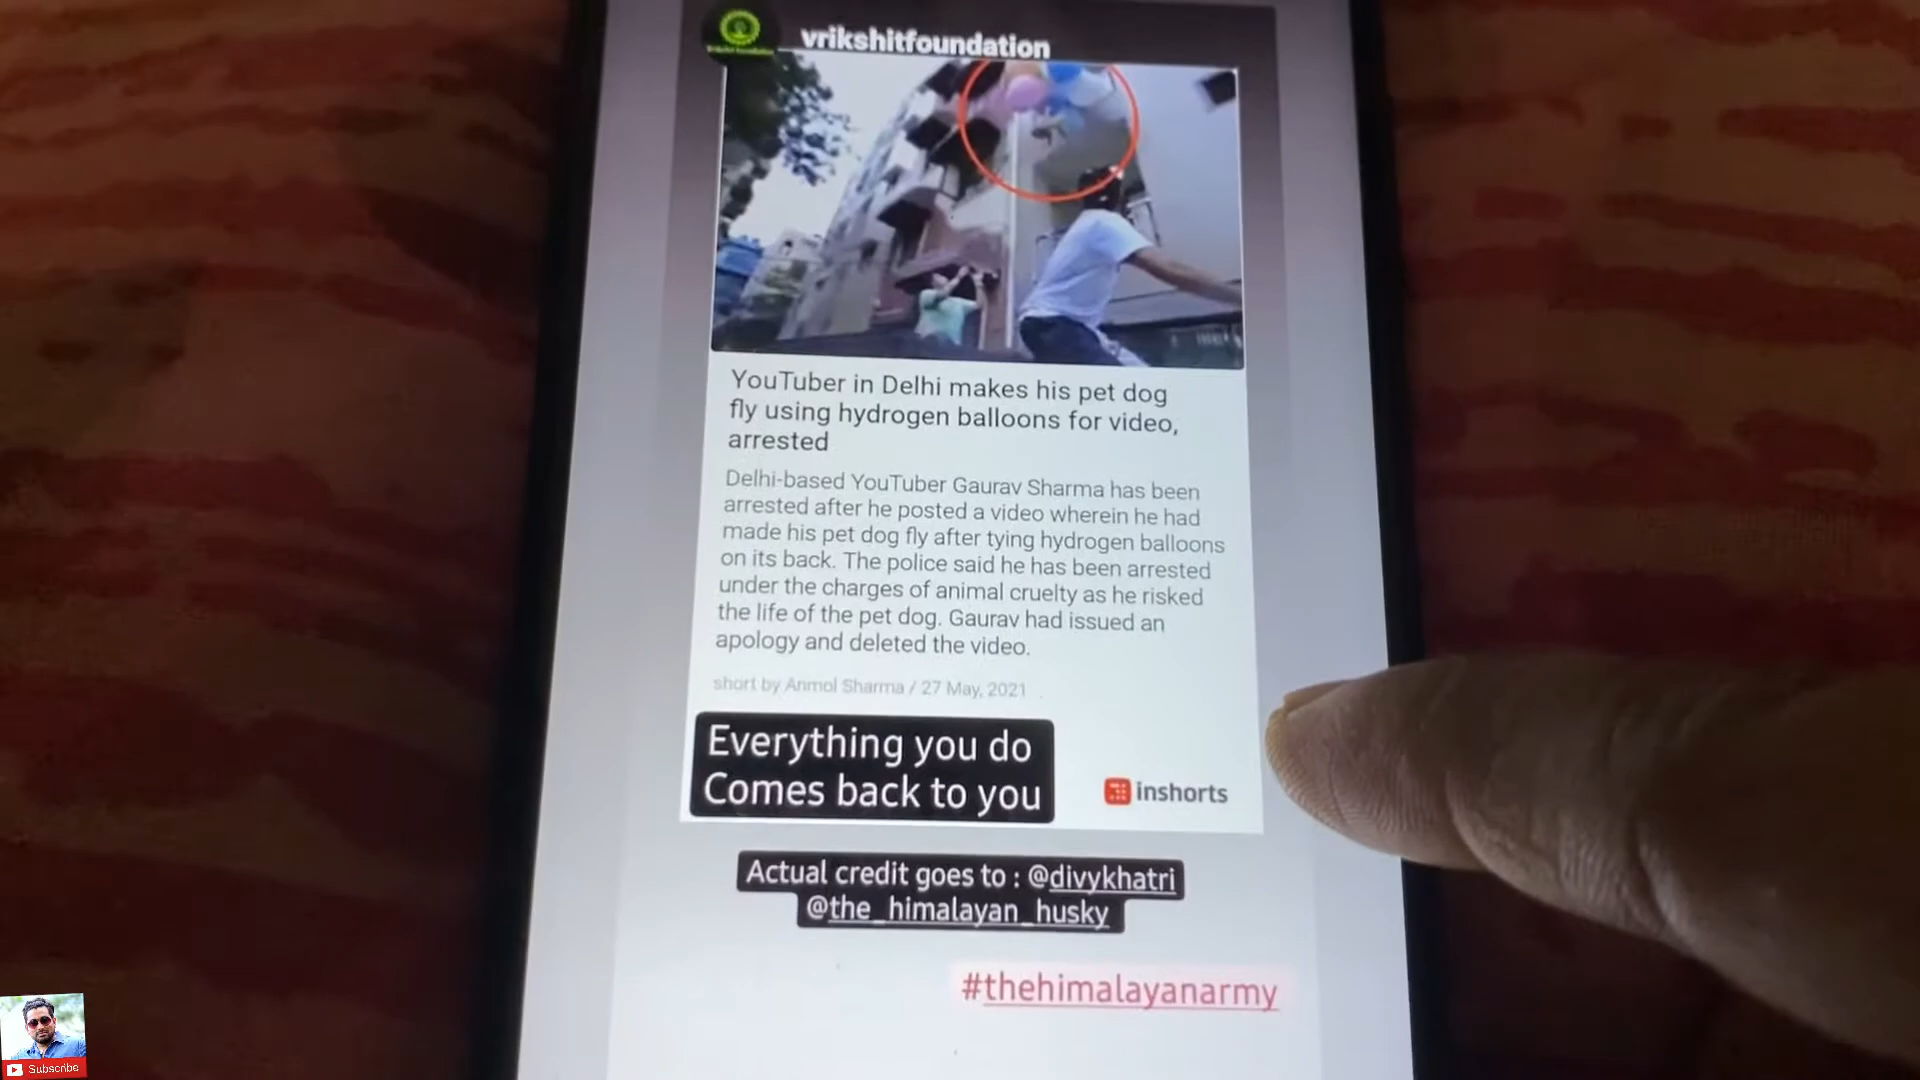 vrikshitfoundation
YouTuber in Delhi makes his pet dog
fly using hydrogen balloons for video,
arrested
Delhi-based YouTuber Gaurav Sharma has been
arrested after he posted a video wherein he had
made his pet dog fly after tying hydrogen balloons
on its back. The police said he has been arrested
under the charges of animal cruelty as he risked
the life of the pet dog. Gaurav had issued an
apology and deleted the video.
short by Anmol Sharma / 27 May, 2021
Everything you do
Comes back to you
inshorts
Actual credit goes to : @divykhatri
@the_himalayan_husky
#thehimalayanarmy
Subscribe